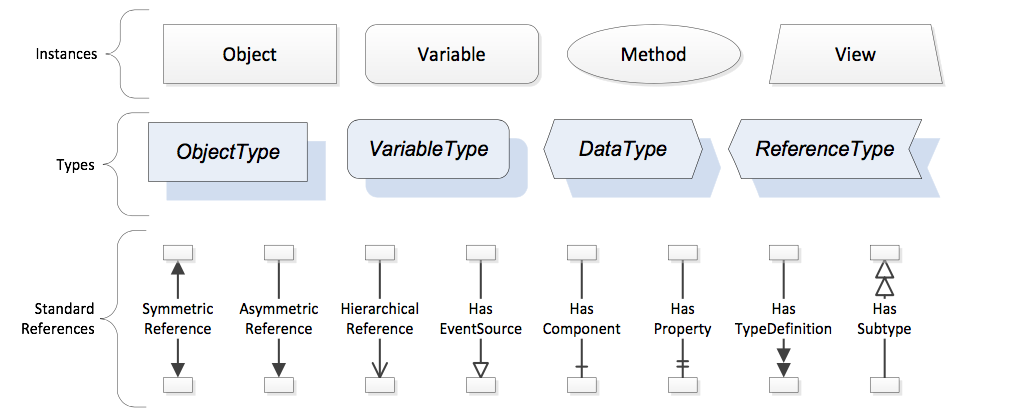 Instances
Object
Variable
Method
View
Types
ObjectType
VariableType
DataType
ReferenceType
Standard
References
Symmetric
Reference
Asymmetric
Reference
Hierarchical
Reference
Has
EventSource
Has
Component
Has
Property
Has
TypeDefinition
Has
Subtype